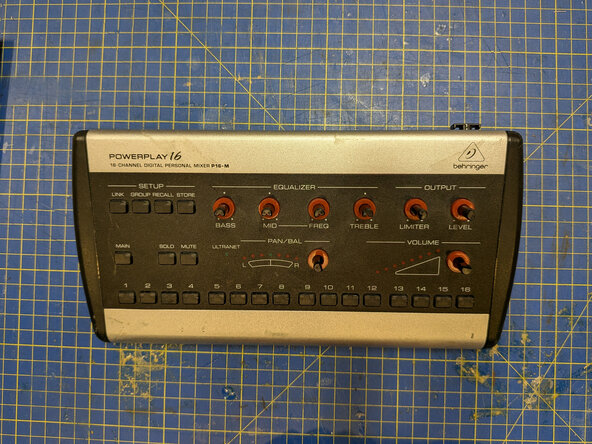 POWERPLAY 16
16-CHANNEL DIGITAL PERSONAL MIXER P16-M
behringer
SETUP EQUALIZER OUTPUT
LINK GROUP RECALL STORE
BASS MID FREQ TREBLE LIMITER LEVEL
PAN/BAL VOLUME
MAIN SOLO MUTE ULTRANET
L R
1 2 3 4 5 6 7 8 9 10 11 12 13 14 15 16